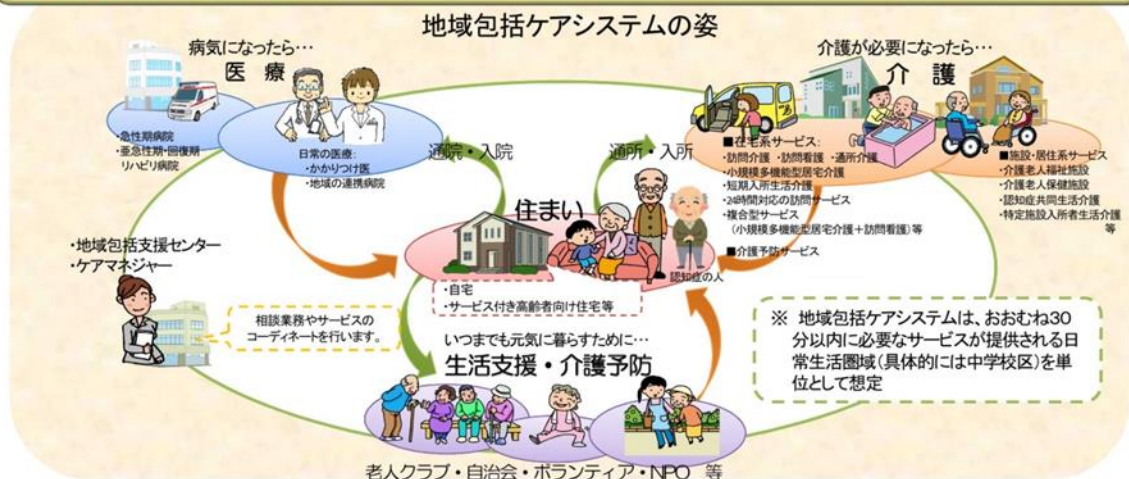 地域包括ケアシステムの姿
病気になったら…
医 療
・急性期病院
・亜急性期・回復期
リハビリ病院
日常の医療:
・かかりつけ医
・地域の連携病院
通院・入院
通所・入所
介護が必要になったら…
介 護
■在宅系サービス:
・訪問介護・訪問看護・通所介護
・小規模多機能型居宅介護
・短期入所生活介護
・24時間対応の訪問サービス
・複合型サービス
(小規模多機能型居宅介護+訪問看護)等
■介護予防サービス
■施設・居住系サービス
・介護老人福祉施設
・介護老人保健施設
・認知症共同生活介護
・特定施設入所者生活介護
等
住まい
認知症の人
・自宅
・サービス付き高齢者向け住宅等
・地域包括支援センター
・ケアマネジャー
相談業務やサービスの
コーディネートを行います。
いつまでも元気に暮らすために…
生活支援・介護予防
老人クラブ・自治会・ボランティア・NPO 等
※ 地域包括ケアシステムは、おおむね30
分以内に必要なサービスが提供される日
常生活圏域(具体的には中学校区)を単
位として想定